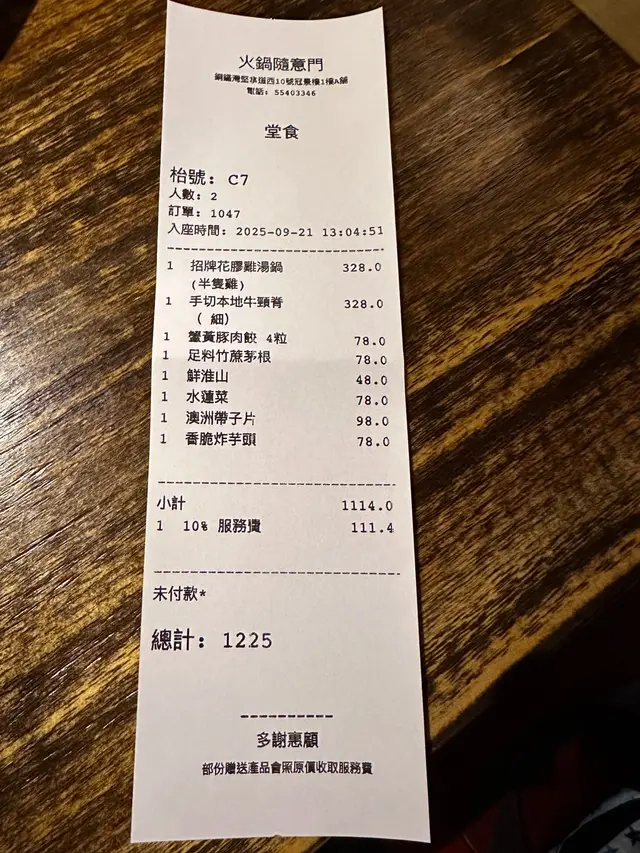 火鍋隨意門
銅鑼灣堅拿道西10號冠景樓1樓A舖
電話: 55403346
堂食
枱號: C7
人數: 2
訂單: 1047
入座時間: 2025-09-21 13:04:51
1 招牌花膠雞湯鍋 328.0
(半隻雞)
1 手切本地牛頸脊 328.0
( 細)
1 蟹黃豚肉餃 4粒 78.0
1 足料竹蔗茅根 78.0
1 鮮淮山 48.0
1 水蓮菜 78.0
1 澳洲帶子片 98.0
1 香脆炸芋頭 78.0
小計 1114.0
1 10% 服務費 111.4
未付款*
總計: 1225
多謝惠顧
部份贈送產品會照原價收取服務費